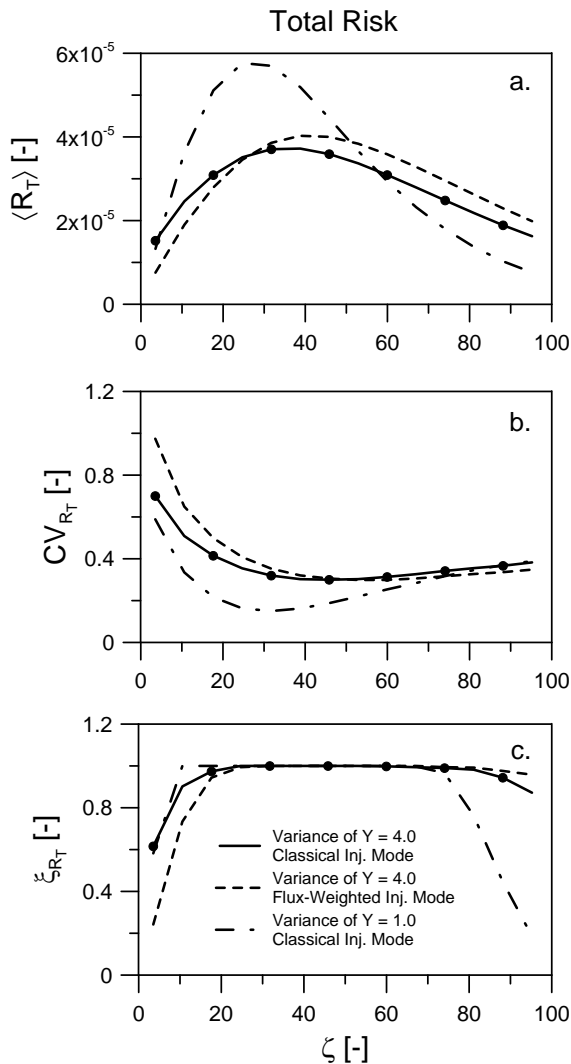 Total Risk
a.
6x10⁻⁵
4x10⁻⁵
2x10⁻⁵
0
⟨R_T⟩ [-]
0 20 40 60 80 100
b.
1.2
0.8
0.4
0
CV_{R_T} [-]
0 20 40 60 80 100
c.
1.2
0.8
0.4
0
ξ_{R_T} [-]
Variance of Y = 4.0
Classical Inj. Mode
Variance of Y = 4.0
Flux-Weighted Inj. Mode
Variance of Y = 1.0
Classical Inj. Mode
0 20 40 60 80 100
ζ [-]